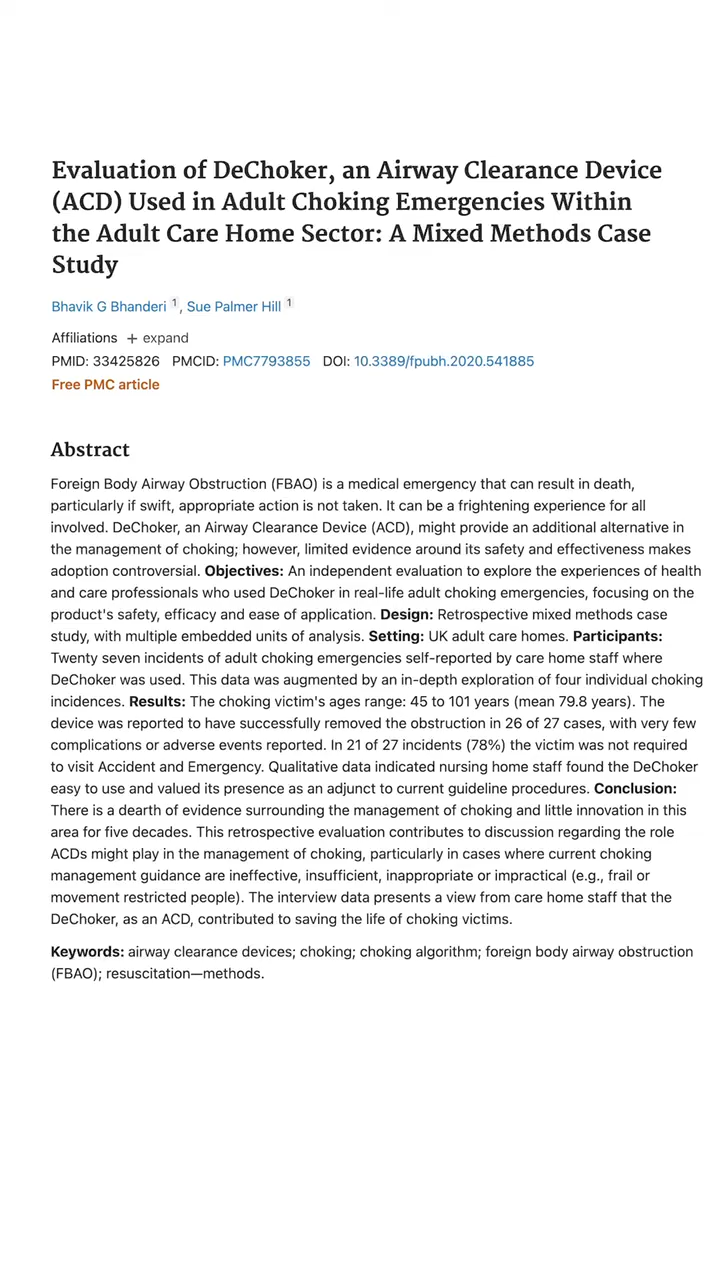 Evaluation of DeChoker, an Airway Clearance Device
(ACD) Used in Adult Choking Emergencies Within
the Adult Care Home Sector: A Mixed Methods Case
Study
Bhavik G Bhanderi 1, Sue Palmer Hill 1
Affiliations + expand
PMID: 33425826 PMCID: PMC7793855 DOI: 10.3389/fpubh.2020.541885
Free PMC article
Abstract
Foreign Body Airway Obstruction (FBAO) is a medical emergency that can result in death,
particularly if swift, appropriate action is not taken. It can be a frightening experience for all
involved. DeChoker, an Airway Clearance Device (ACD), might provide an additional alternative in
the management of choking; however, limited evidence around its safety and effectiveness makes
adoption controversial. Objectives: An independent evaluation to explore the experiences of health
and care professionals who used DeChoker in real-life adult choking emergencies, focusing on the
product's safety, efficacy and ease of application. Design: Retrospective mixed methods case
study, with multiple embedded units of analysis. Setting: UK adult care homes. Participants:
Twenty seven incidents of adult choking emergencies self-reported by care home staff where
DeChoker was used. This data was augmented by an in-depth exploration of four individual choking
incidences. Results: The choking victim's ages range: 45 to 101 years (mean 79.8 years). The
device was reported to have successfully removed the obstruction in 26 of 27 cases, with very few
complications or adverse events reported. In 21 of 27 incidents (78%) the victim was not required
to visit Accident and Emergency. Qualitative data indicated nursing home staff found the DeChoker
easy to use and valued its presence as an adjunct to current guideline procedures. Conclusion:
There is a dearth of evidence surrounding the management of choking and little innovation in this
area for five decades. This retrospective evaluation contributes to discussion regarding the role
ACDs might play in the management of choking, particularly in cases where current choking
management guidance are ineffective, insufficient, inappropriate or impractical (e.g., frail or
movement restricted people). The interview data presents a view from care home staff that the
DeChoker, as an ACD, contributed to saving the life of choking victims.
Keywords: airway clearance devices; choking; choking algorithm; foreign body airway obstruction
(FBAO); resuscitation—methods.